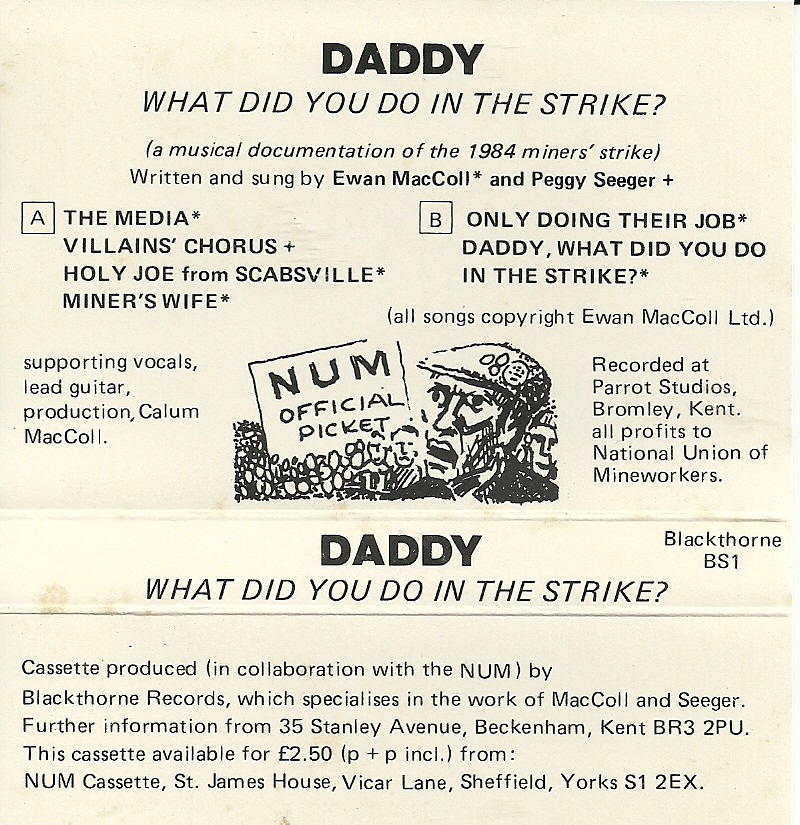 DADDY
WHAT DID YOU DO IN THE STRIKE?
(a musical documentation of the 1984 miners' strike)
Written and sung by Ewan MacColl* and Peggy Seeger +
A THE MEDIA*
VILLAINS' CHORUS +
HOLY JOE from SCABSVILLE*
MINER'S WIFE*
B ONLY DOING THEIR JOB*
DADDY, WHAT DID YOU DO
IN THE STRIKE?*
(all songs copyright Ewan MacColl Ltd.)
supporting vocals,
lead guitar,
production, Calum
MacColl.
NUM
OFFICIAL
PICKET
Recorded at
Parrot Studios,
Bromley, Kent.
all profits to
National Union of
Mineworkers.
DADDY
WHAT DID YOU DO IN THE STRIKE?
Blackthorne
BS1
Cassette produced (in collaboration with the NUM) by
Blackthorne Records, which specialises in the work of MacColl and Seeger.
Further information from 35 Stanley Avenue, Beckenham, Kent BR3 2PU.
This cassette available for £2.50 (p + p incl.) from:
NUM Cassette, St. James House, Vicar Lane, Sheffield, Yorks S1 2EX.